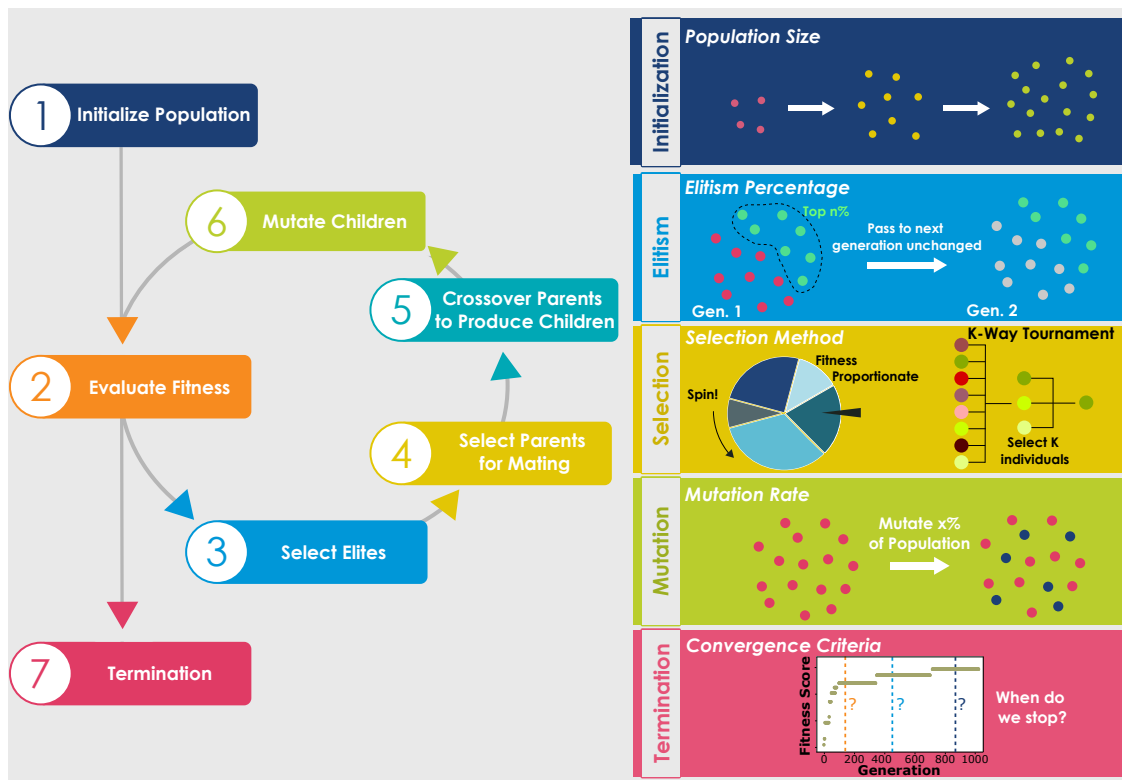 1
Initialize Population
6
Mutate Children
5
Crossover Parents
to Produce Children
2
Evaluate Fitness
4
Select Parents
for Mating
3
Select Elites
7
Termination
Initialization
Population Size
Elitism
Elitism Percentage
Top n%
Pass to next
generation unchanged
Gen. 1
Gen. 2
Selection
Selection Method
Fitness
Proportionate
Spin!
K-Way Tournament
Select K
individuals
Mutation
Mutation Rate
Mutate x%
of Population
Termination
Convergence Criteria
Fitness Score
?
?
?
0
200
400
600
800
1000
Generation
When do
we stop?